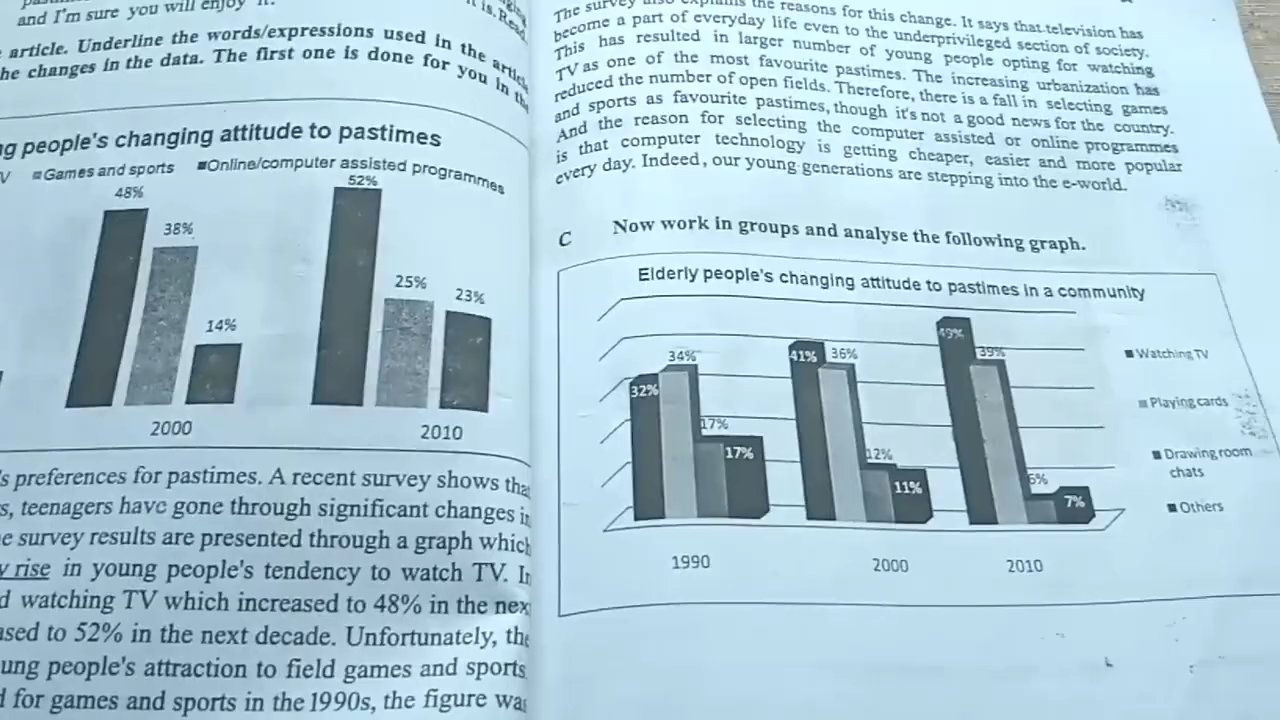 and I'm sure you will enjoy it.
it is. Read
article. Underline the words/expressions used in the article
the changes in the data. The first one is done for you in the
people's changing attitude to pastimes
V Games and sports Online/computer assisted programmes
48%
38%
14%
52%
25%
23%
2000
2010
's preferences for pastimes. A recent survey shows that
s, teenagers have gone through significant changes in
e survey results are presented through a graph which
y rise in young people's tendency to watch TV. In
d watching TV which increased to 48% in the nex
ased to 52% in the next decade. Unfortunately, the
ung people's attraction to field games and sports
d for games and sports in the 1990s, the figure was
The survey also explains the reasons for this change. It says that television has
become a part of everyday life even to the underprivileged section of society.
This has resulted in larger number of young people opting for watching
TV as one of the most favourite pastimes. The increasing urbanization has
reduced the number of open fields. Therefore, there is a fall in selecting games
and sports as favourite pastimes, though it's not a good news for the country.
And the reason for selecting the computer assisted or online programmes
is that computer technology is getting cheaper, easier and more popular
every day. Indeed, our young generations are stepping into the e-world.
C Now work in groups and analyse the following graph.
Elderly people's changing attitude to pastimes in a community
32%
34%
17%
17%
41%
36%
12%
11%
49%
39%
6%
7%
Watching TV
Playing cards
Drawing room
chats
Others
1990
2000
2010